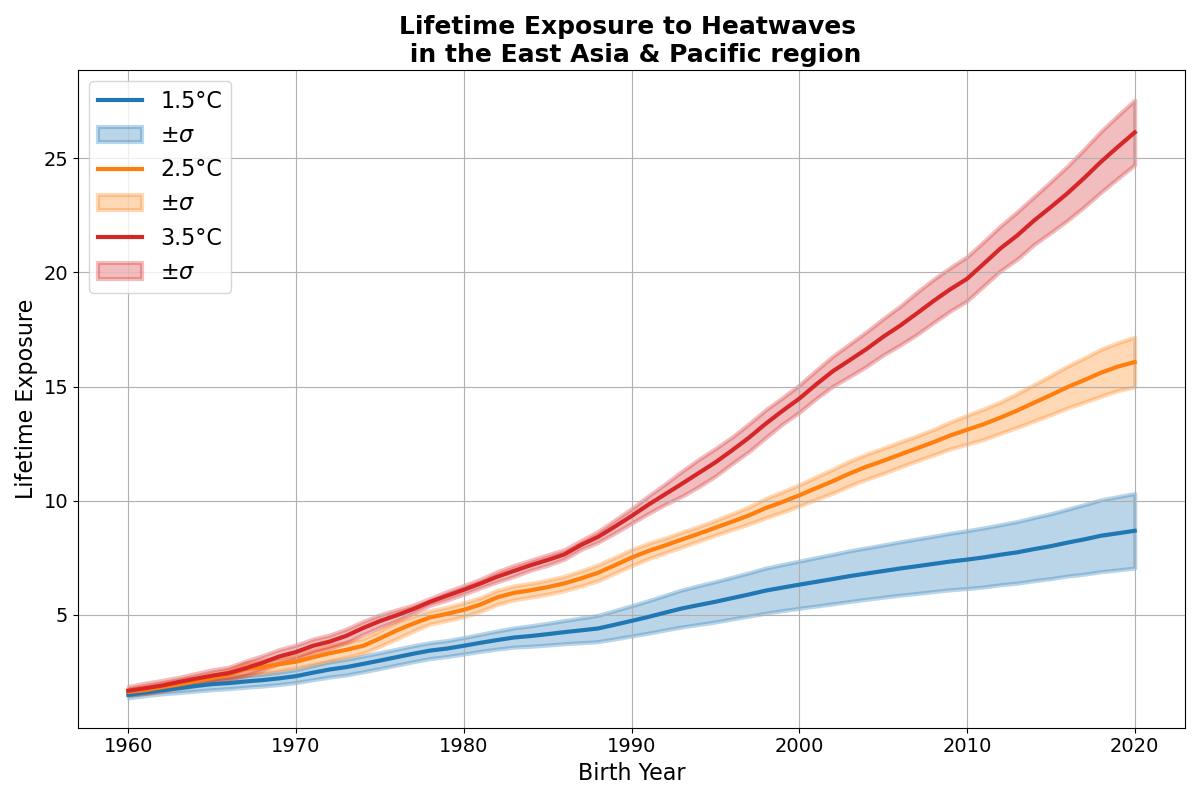 Lifetime Exposure to Heatwaves
in the East Asia & Pacific region
1.5°C
±σ
2.5°C
±σ
3.5°C
±σ
Lifetime Exposure
25
20
15
10
5
1960 1970 1980 1990 2000 2010 2020
Birth Year